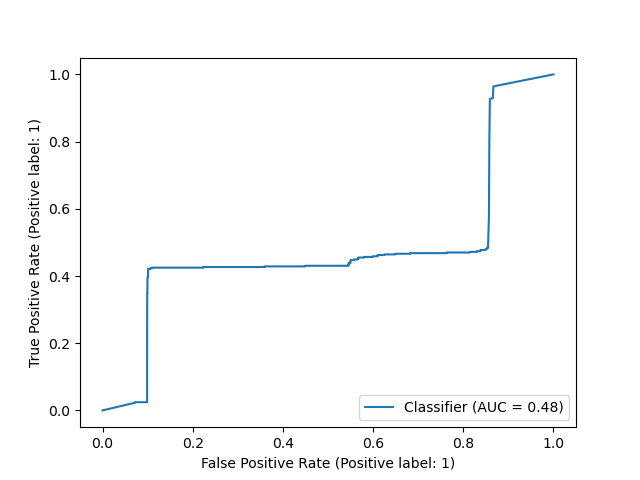 1.0
0.8
0.6
0.4
0.2
0.0
True Positive Rate (Positive label: 1)
Classifier (AUC = 0.48)
0.0 0.2 0.4 0.6 0.8 1.0
False Positive Rate (Positive label: 1)